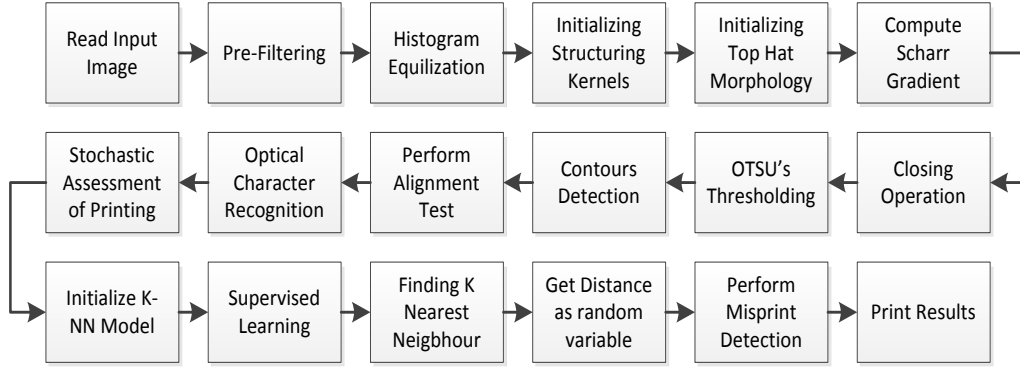 Read Input
Image
Pre-Filtering
Histogram
Equilization
Initializing
Structuring
Kernels
Initializing
Top Hat
Morphology
Compute
Scharr
Gradient
Stochastic
Assessment
of Printing
Optical
Character
Recognition
Perform
Alignment
Test
Contours
Detection
OTSU's
Thresholding
Closing
Operation
Initialize K-
NN Model
Supervised
Learning
Finding K
Nearest
Neigbhour
Get Distance
as random
variable
Perform
Misprint
Detection
Print Results